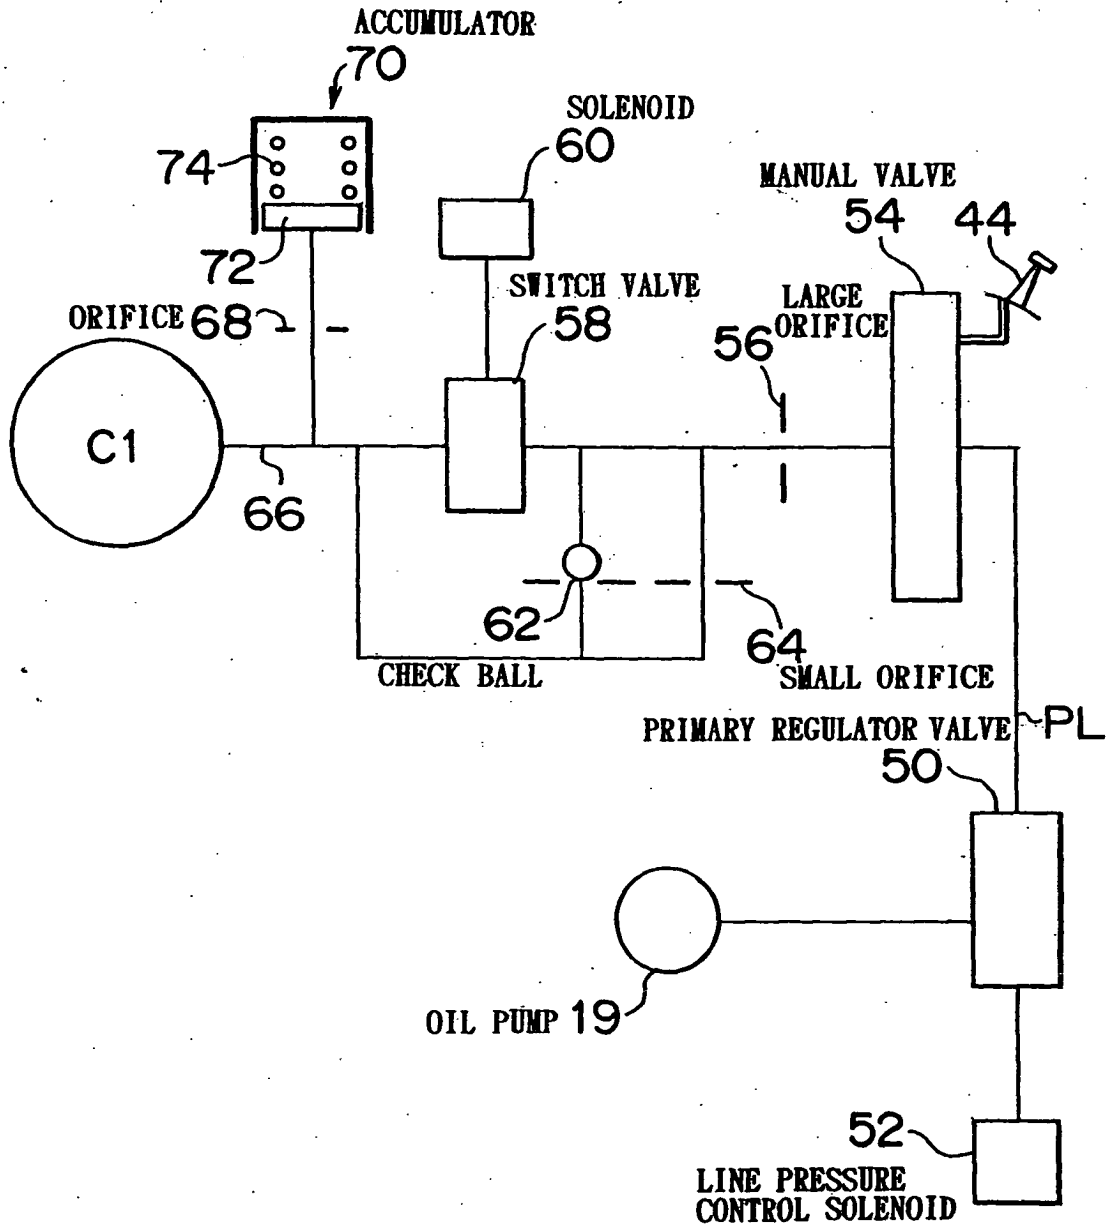 ACCUMULATOR
70
SOLENOID
60
74
MANUAL VALVE
54
44
72
SWITCH VALVE
58
LARGE
ORIFICE
ORIFICE 68
56
C1
66
62
64
CHECK BALL
SMALL ORIFICE
PRIMARY REGULATOR VALVE
PL
50
OIL PUMP 19
52
LINE PRESSURE
CONTROL SOLENOID